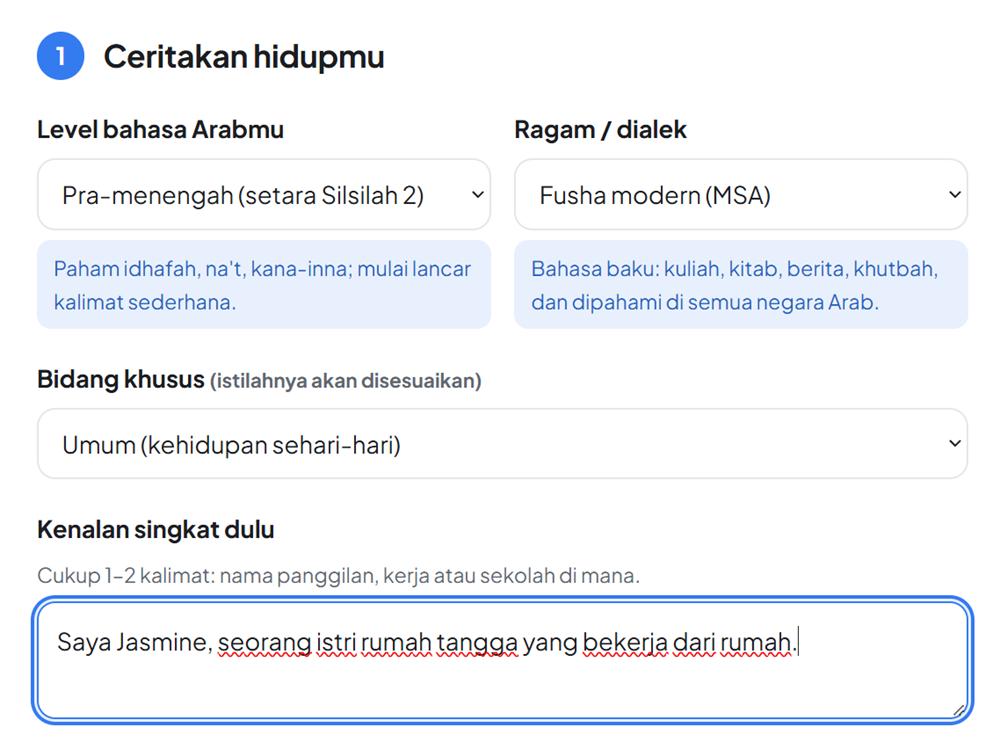 1 Ceritakan hidupmu
Level bahasa Arabmu
Ragam / dialek
Pra-menengah (setara Silsilah 2)
Fusha modern (MSA)
Paham idhafah, na't, kana-inna; mulai lancar
kalimat sederhana.
Bahasa baku: kuliah, kitab, berita, khutbah,
dan dipahami di semua negara Arab.
Bidang khusus (istilahnya akan disesuaikan)
Umum (kehidupan sehari-hari)
Kenalan singkat dulu
Cukup 1–2 kalimat: nama panggilan, kerja atau sekolah di mana.
Saya Jasmine, seorang istri rumah tangga yang bekerja dari rumah.